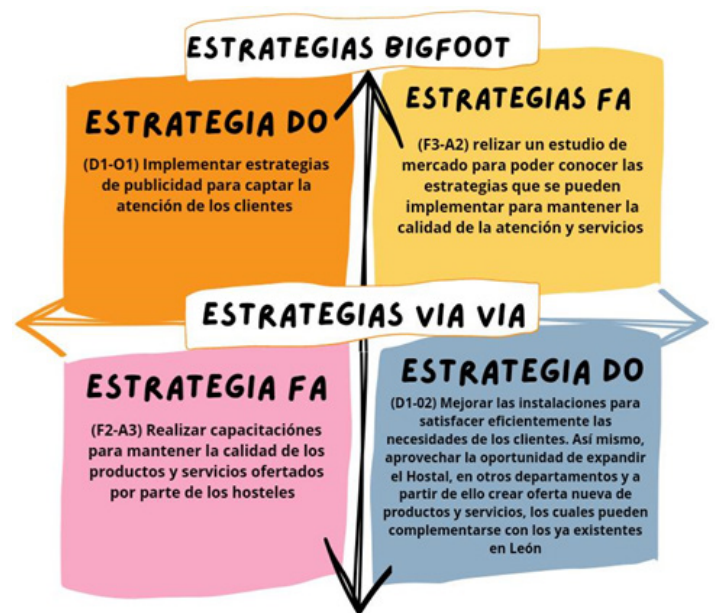 ESTRATEGIAS BIGFOOT
ESTRATEGIA DO
(D1-O1) Implementar estrategias
de publicidad para captar la
atención de los clientes
ESTRATEGIAS FA
(F3-A2) relizar un estudio de
mercado para poder conocer las
estrategias que se pueden
implementar para mantener la
calidad de la atención y servicios
ESTRATEGIAS VIA VIA
ESTRATEGIA FA
(F2-A3) Realizar capacitaciónes
para mantener la calidad de los
productos y servicios ofertados
por parte de los hosteles
ESTRATEGIA DO
(D1-02) Mejorar las instalaciones para
satisfacer eficientemente las
necesidades de los clientes. Así mismo,
aprovechar la oportunidad de expandir
el Hostal, en otros departamentos y a
partir de ello crear oferta nueva de
productos y servicios, los cuales pueden
complementarse con los ya existentes
en León